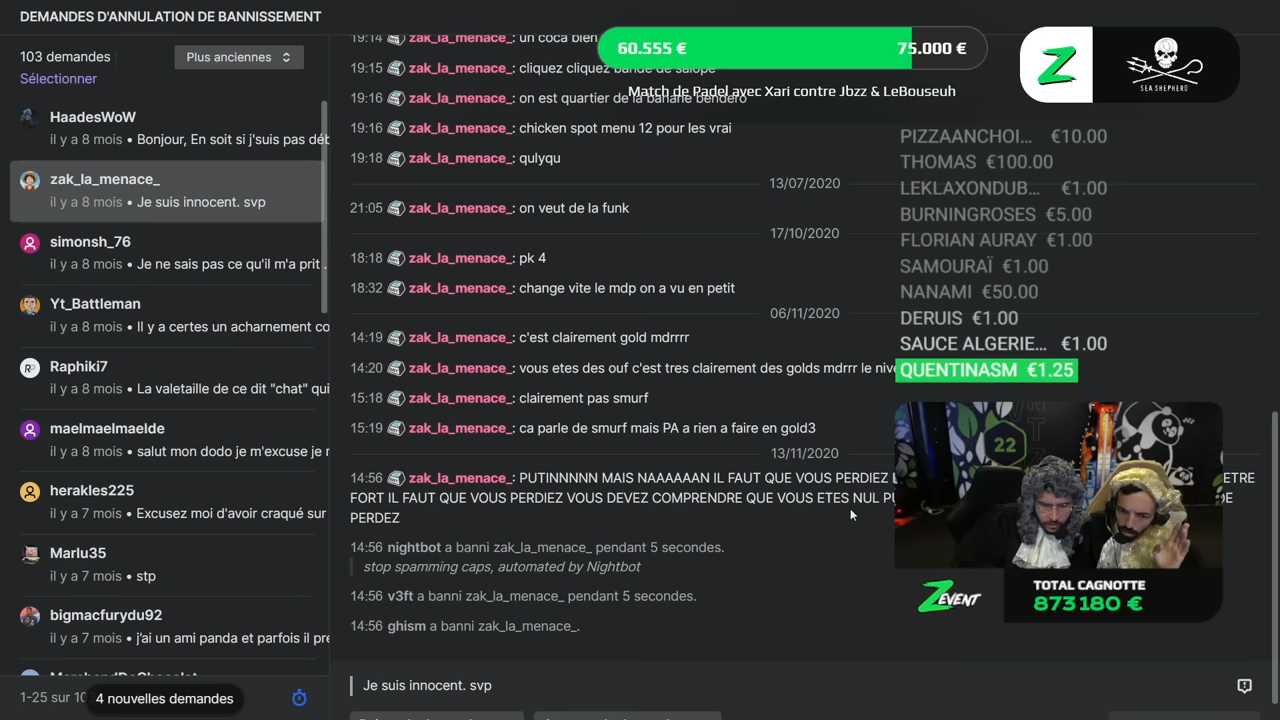 DEMANDES D'ANNULATION DE BANNISSEMENT
103 demandes
Plus anciennes
Sélectionner
HaadesWoW
il y a 8 mois • Bonjour, En soit si j'suis pas déb
zak_la_menace_
il y a 8 mois • Je suis innocent. svp
simonsh_76
il y a 8 mois • Je ne sais pas ce qu'il m'a prit .
Yt_Battleman
il y a 8 mois • Il y a certes un acharnement co
Raphiki7
il y a 8 mois • La valetaille de ce dit "chat" qui
maelmaelmaelde
il y a 8 mois • salut mon dodo je m'excuse je r
herakles225
il y a 7 mois • Excusez moi d'avoir craqué sur
Marlu35
il y a 7 mois • stp
bigmacfurydu92
il y a 7 mois • j'ai un ami panda et parfois il pre
1-25 sur 10
4 nouvelles demandes
19:14 zak_la_menace_: un coca bien
19:15 zak_la_menace_: cliquez cliquez bande de salope
19:16 zak_la_menace_: on est quartier de la banane bendero
19:16 zak_la_menace_: chicken spot menu 12 pour les vrai
19:18 zak_la_menace_: qulyqu
13/07/2020
21:05 zak_la_menace_: on veut de la funk
17/10/2020
18:18 zak_la_menace_: pk 4
18:32 zak_la_menace_: change vite le mdp on a vu en petit
06/11/2020
14:19 zak_la_menace_: c'est clairement gold mdrrrr
14:20 zak_la_menace_: vous etes des ouf c'est tres clairement des golds mdrrr le nive
15:18 zak_la_menace_: clairement pas smurf
15:19 zak_la_menace_: ca parle de smurf mais PA a rien a faire en gold3
13/11/2020
14:56 zak_la_menace_: PUTINNNNN MAIS NAAAAAAN IL FAUT QUE VOUS PERDIEZ ETRE
FORT IL FAUT QUE VOUS PERDIEZ VOUS DEVEZ COMPRENDRE QUE VOUS ETES NUL PU DE
PERDEZ
14:56 nightbot a banni zak_la_menace_ pendant 5 secondes.
stop spamming caps, automated by Nightbot
14:56 v3ft a banni zak_la_menace_ pendant 5 secondes.
14:56 ghism a banni zak_la_menace_.
Je suis innocent. svp
60.555 € 75.000 €
Match de Padel avec Xari contre Jbzz & LeBouseuh
Z
SEA SHEPHERD
PIZZAANCHOI... €10.00
THOMAS €100.00
LEKLAXONDUB... €1.00
BURNINGROSES €5.00
FLORIAN AURAY €1.00
SAMOURAÏ €1.00
NANAMI €50.00
DERUIS €1.00
SAUCE ALGERIE... €1.00
QUENTINASM €1.25
22
ZEVENT
TOTAL CAGNOTTE
873 180 €